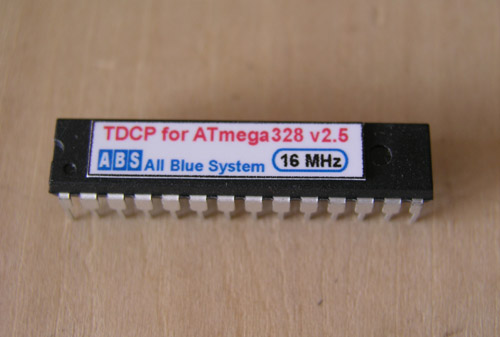 TDCP for ATmega328 v2.5
ABS All Blue System 16 MHz